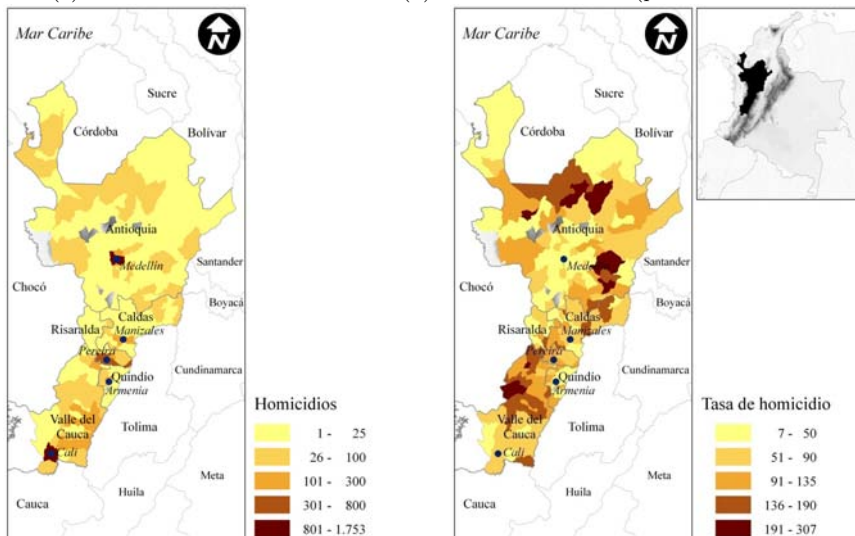 Mar Caribe
N
Sucre
Córdoba
Bolívar
Antioquia
Medellín
Santander
Chocó
Boyacá
Caldas
Risaralda
Manizales
Pereira
Cundinamarca
Quindío
Armenia
Valle del
Cauca
Tolima
Cali
Meta
Huila
Cauca
Homicidios
1 - 25
26 - 100
101 - 300
301 - 800
801 - 1.753
Mar Caribe
N
Sucre
Córdoba
Bolívar
Antioquia
Santander
Chocó
Boyacá
Caldas
Risaralda
Manizales
Pereira
Cundinamarca
Quindío
Armenia
Valle del
Cauca
Tolima
Cali
Meta
Huila
Cauca
Tasa de homicidio
7 - 50
51 - 90
91 - 135
136 - 190
191 - 307